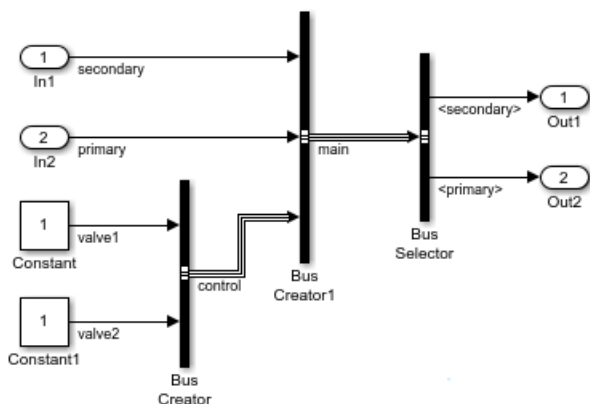 1
secondary
In1
2
primary
In2
1
valve1
Constant
1
valve2
Constant1
control
Bus
Creator
main
Bus
Creator1
<secondary>
<primary>
Bus
Selector
1
Out1
2
Out2